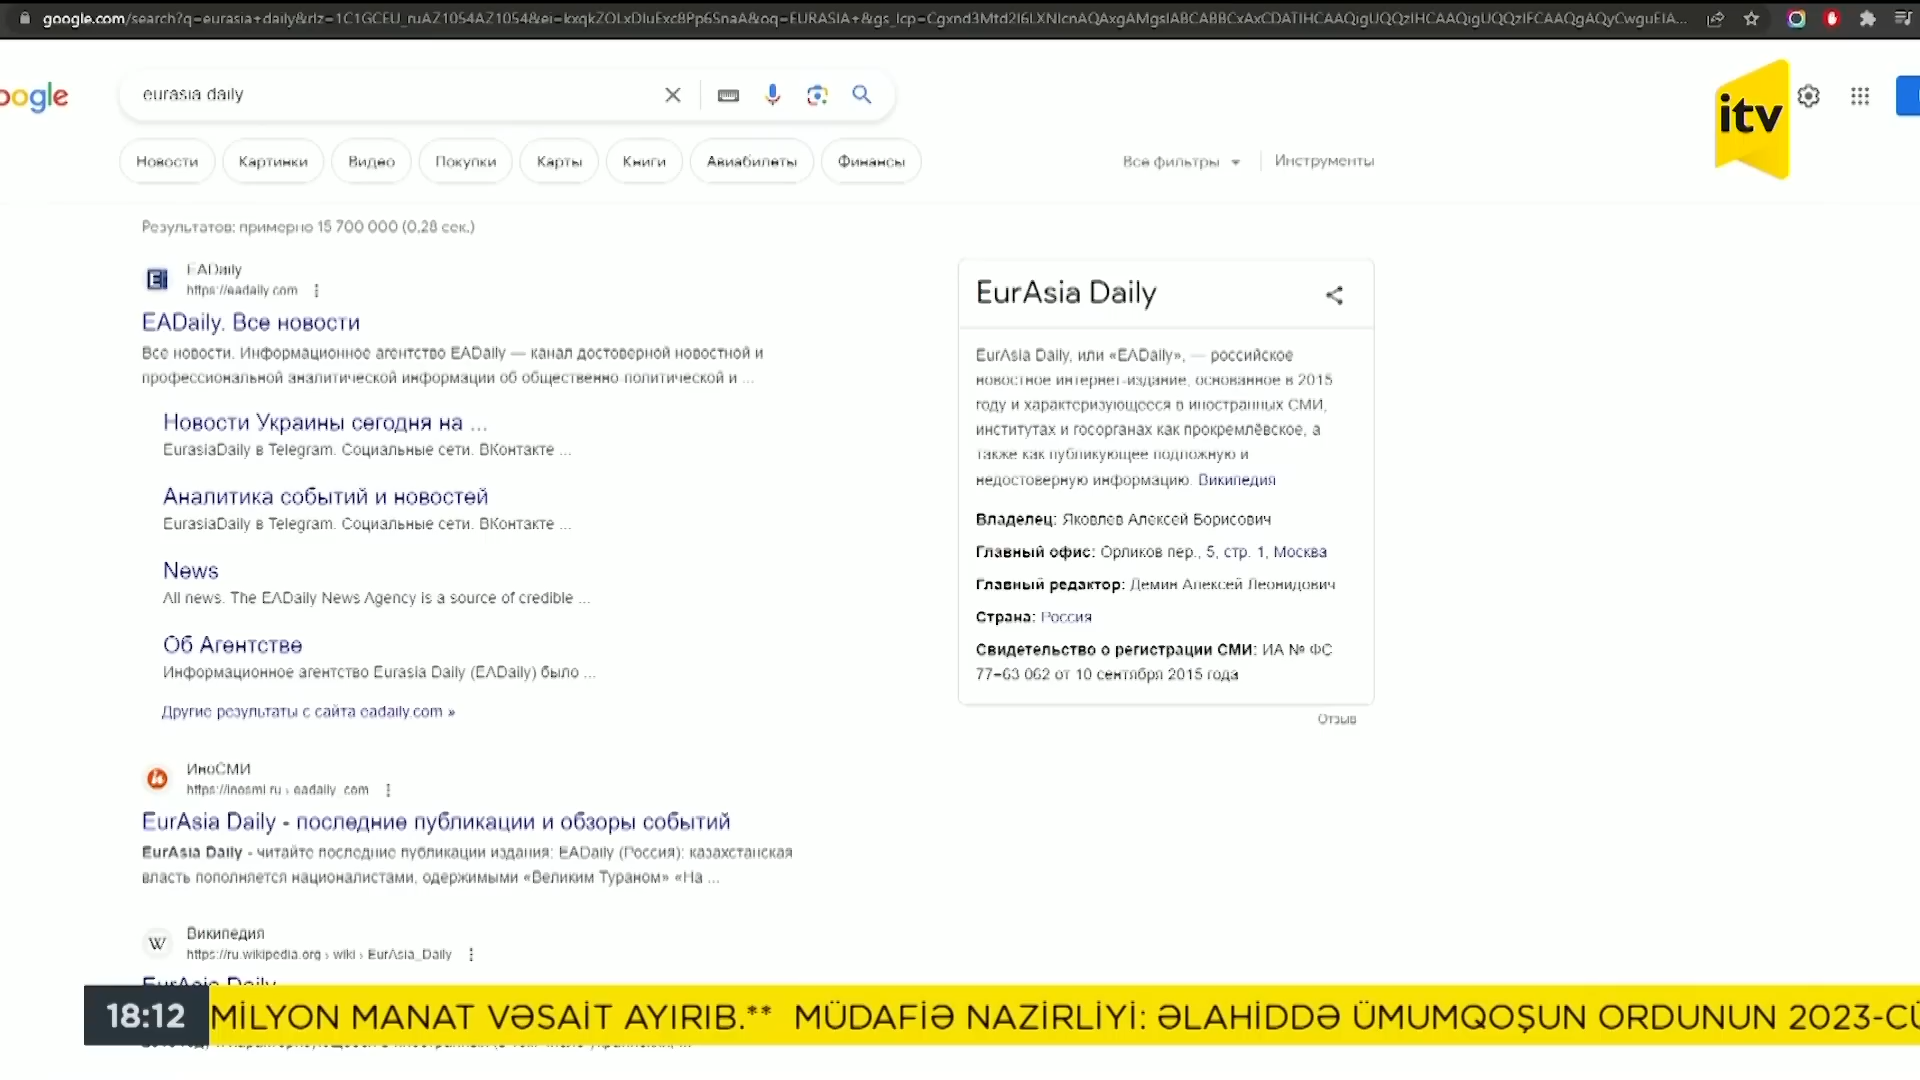 google.com/search?q=eurasia+daily&rlz=1C1GCEU_ruAZ1054AZ1054&ei=kxqkZOLxDluExc8Pp6SnaA&oq=EURASIA+&gs_lcp=
oogle
eurasia daily
itv
Новости
Картинки
Видео
Покупки
Карты
Книги
Авиабилеты
Финансы
Все фильтры
Инструменты
Результатов: примерно 15 700 000 (0,28 сек.)
EADaily
https://eadaily.com
EADaily. Все новости
Все новости. Информационное агентство EADaily — канал достоверной новостной и
профессиональной аналитической информации об общественно политической и ...
Новости Украины сегодня на ...
EurasiaDaily в Telegram. Социальные сети. ВКонтакте ...
Аналитика событий и новостей
EurasiaDaily в Telegram. Социальные сети. ВКонтакте ...
News
All news. The EADaily News Agency is a source of credible ...
Об Агентстве
Информационное агентство Eurasia Daily (EADaily) было ...
Другие результаты с сайта eadaily.com »
ИноСМИ
https://inosmi.ru › eadaily_com
EurAsia Daily - последние публикации и обзоры событий
EurAsia Daily - читайте последние публикации издания: EADaily (Россия): казахстанская
власть пополняется националистами, одержимыми «Великим Тураном» «На ...
Википедия
https://ru.wikipedia.org › wiki › EurAsia_Daily
EurAsia Daily
EurAsia Daily
EurAsia Daily, или «EADaily», — российское
новостное интернет-издание, основанное в 2015
году и характеризующееся в иностранных СМИ,
институтах и госорганах как прокремлёвское, а
также как публикующее подложную и
недостоверную информацию. Википедия
Владелец: Яковлев Алексей Борисович
Главный офис: Орликов пер., 5, стр. 1, Москва
Главный редактор: Демин Алексей Леонидович
Страна: Россия
Свидетельство о регистрации СМИ: ИА № ФС
77–63 062 от 10 сентября 2015 года
Отзыв
18:12
MİLYON MANAT VƏSAİT AYIRIB.** MÜDAFİƏ NAZİRLİYİ: ƏLAHİDDƏ ÜMUMQOŞUN ORDUNUN 2023-CÜ